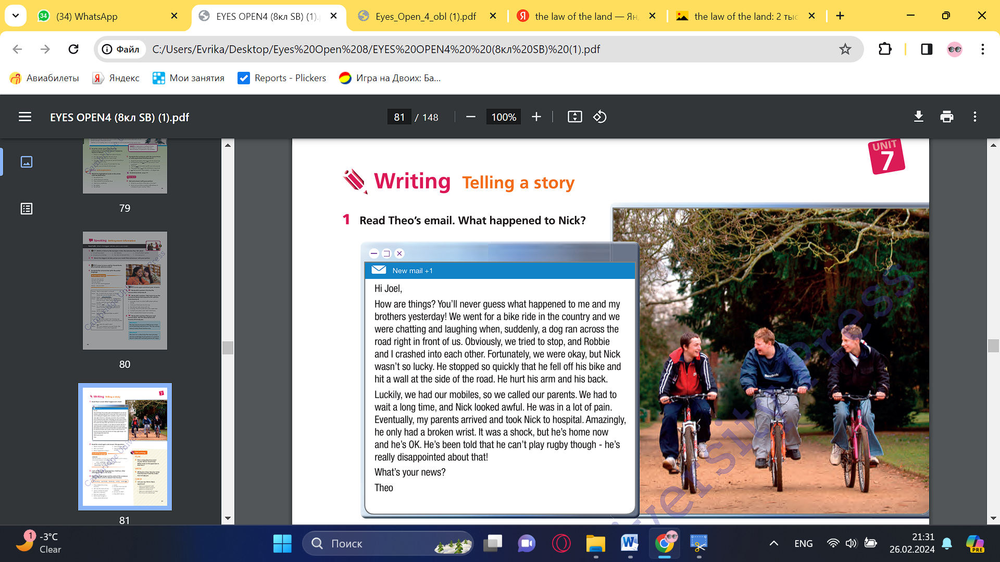 (34) WhatsApp
EYES OPEN4 (8кл SB) (1).
Eyes_Open_4_obl (1).pdf
the law of the land — Ян
the law of the land: 2 тыс
Файл
C:/Users/Evrika/Desktop/Eyes%20Open%208/EYES%20OPEN4%20%20(8кл%20SB)%20(1).pdf
Авиабилеты
Яндекс
Мои занятия
Reports - Plickers
Игра на Двоих: Ба...
EYES OPEN4 (8кл SB) (1).pdf
81 / 148
100%
79
80
81
UNIT
7
Writing Telling a story
1 Read Theo's email. What happened to Nick?
New mail +1
Hi Joel,
How are things? You'll never guess what happened to me and my
brothers yesterday! We went for a bike ride in the country and we
were chatting and laughing when, suddenly, a dog ran across the
road right in front of us. Obviously, we tried to stop, and Robbie
and I crashed into each other. Fortunately, we were okay, but Nick
wasn't so lucky. He stopped so quickly that he fell off his bike and
hit a wall at the side of the road. He hurt his arm and his back.
Luckily, we had our mobiles, so we called our parents. We had to
wait a long time, and Nick looked awful. He was in a lot of pain.
Eventually, my parents arrived and took Nick to hospital. Amazingly,
he only had a broken wrist. It was a shock, but he's home now
and he's OK. He's been told that he can't play rugby though - he's
really disappointed about that!
What's your news?
Theo
Reebok
1
-3°C
Clear
Поиск
ENG
21:31
26.02.2024
PRE